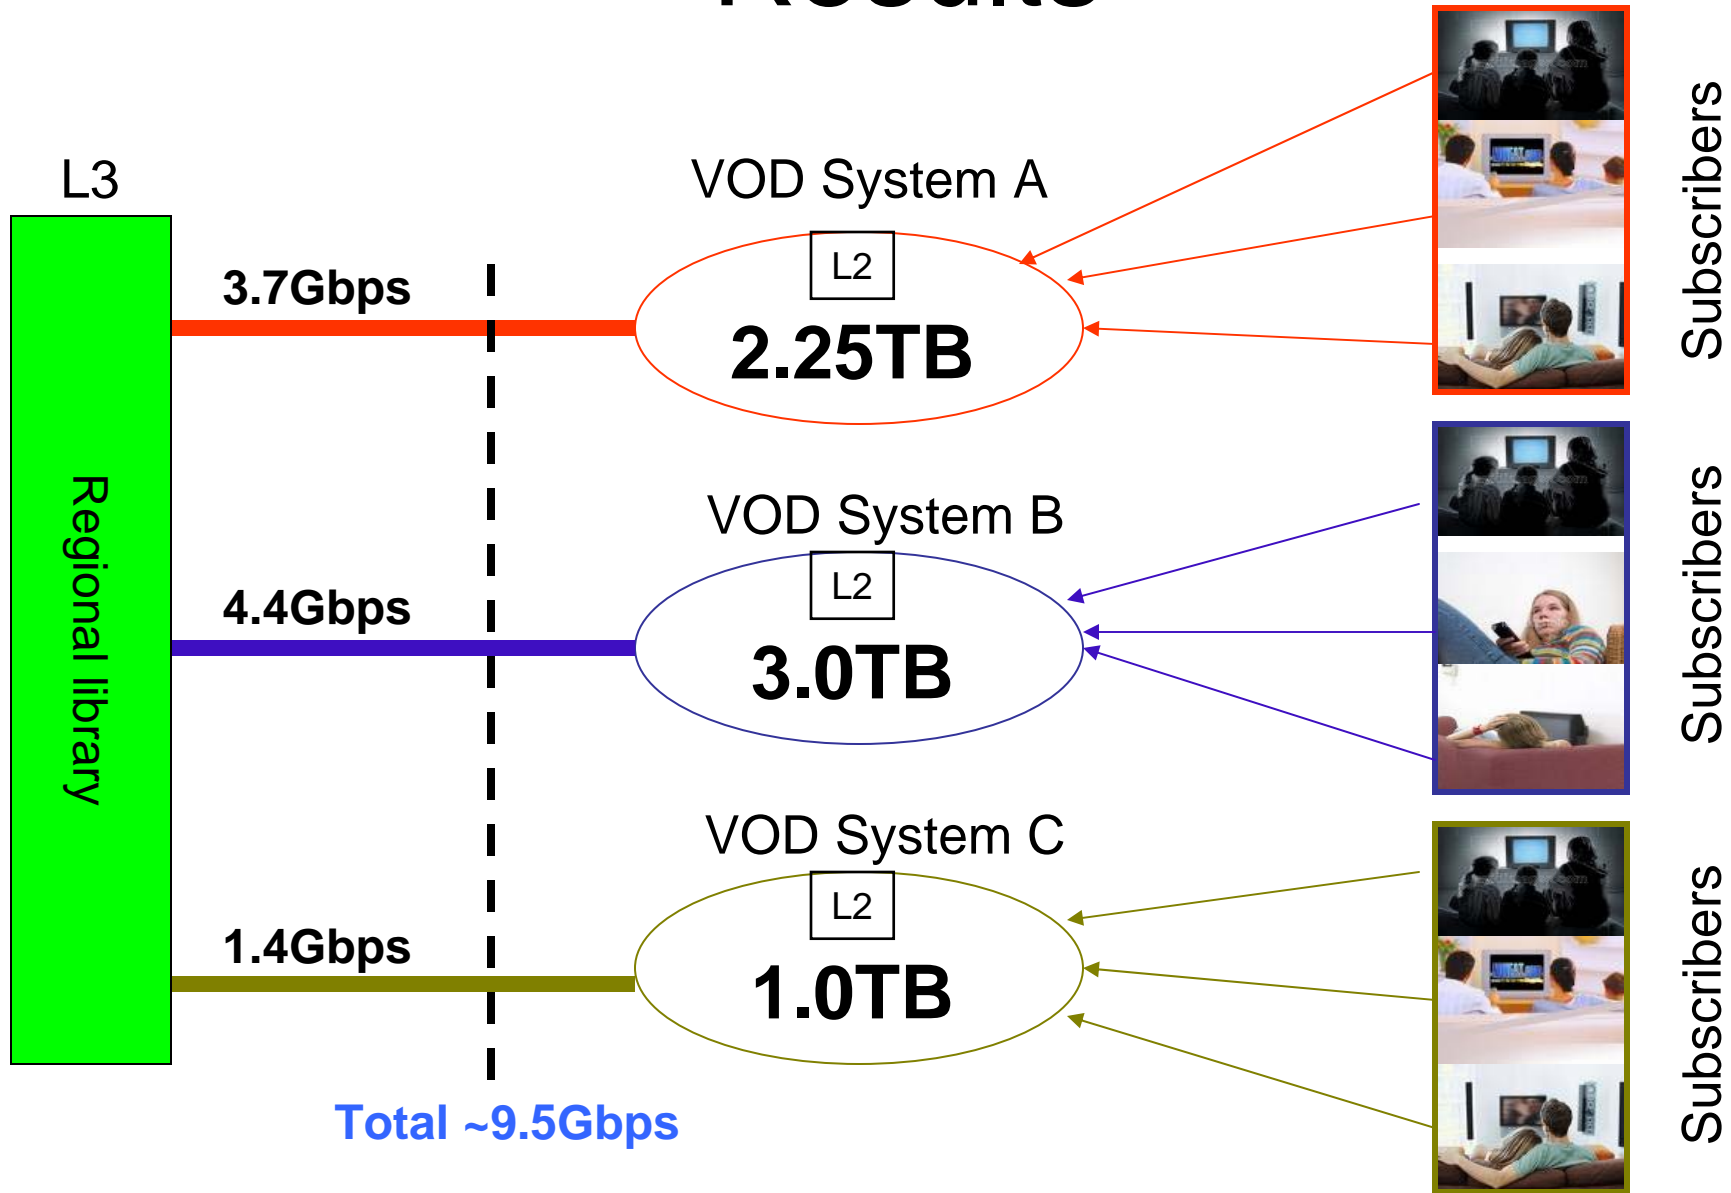 Results
L3
Regional library
3.7Gbps
4.4Gbps
1.4Gbps
Total ~9.5Gbps
VOD System A
L2
2.25TB
VOD System B
L2
3.0TB
VOD System C
L2
1.0TB
Subscribers
Subscribers
Subscribers